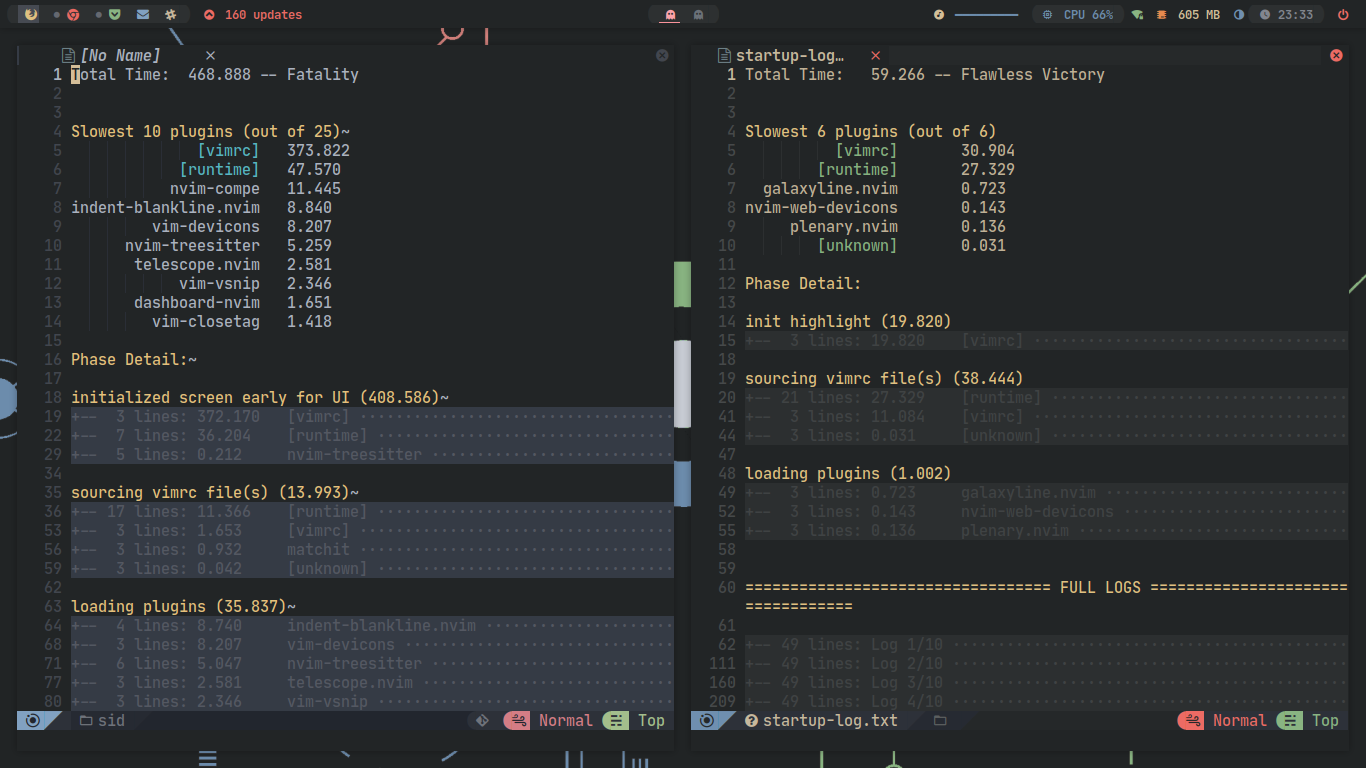 160 updates
CPU 66%
605 MB
23:33
[No Name] ×
1 Total Time: 468.888 -- Fatality
2
3
4 Slowest 10 plugins (out of 25)~
5 [vimrc] 373.822
6 [runtime] 47.570
7 nvim-compe 11.445
8 indent-blankline.nvim 8.840
9 vim-devicons 8.207
10 nvim-treesitter 5.259
11 telescope.nvim 2.581
12 vim-vsnip 2.346
13 dashboard-nvim 1.651
14 vim-closetag 1.418
15
16 Phase Detail:~
17
18 initialized screen early for UI (408.586)~
19 +-- 3 lines: 372.170 [vimrc] ································
22 +-- 7 lines: 36.204 [runtime] ································
29 +-- 5 lines: 0.212 nvim-treesitter ···························
34
35 sourcing vimrc file(s) (13.993)~
36 +-- 17 lines: 11.366 [runtime] ································
53 +-- 3 lines: 1.653 [vimrc] ································
56 +-- 3 lines: 0.932 matchit ································
59 +-- 3 lines: 0.042 [unknown] ································
62
63 loading plugins (35.837)~
64 +-- 4 lines: 8.740 indent-blankline.nvim ·····················
68 +-- 3 lines: 8.207 vim-devicons ······························
71 +-- 6 lines: 5.047 nvim-treesitter ···························
77 +-- 3 lines: 2.581 telescope.nvim ····························
80 +-- 3 lines: 2.346 vim-vsnip ································
sid
Normal
Top
startup-log… ×
1 Total Time: 59.266 -- Flawless Victory
2
3
4 Slowest 6 plugins (out of 6)
5 [vimrc] 30.904
6 [runtime] 27.329
7 galaxyline.nvim 0.723
8 nvim-web-devicons 0.143
9 plenary.nvim 0.136
10 [unknown] 0.031
11
12 Phase Detail:
13
14 init highlight (19.820)
15 +-- 3 lines: 19.820 [vimrc] ································
18
19 sourcing vimrc file(s) (38.444)
20 +-- 21 lines: 27.329 [runtime] ································
41 +-- 3 lines: 11.084 [vimrc] ································
44 +-- 3 lines: 0.031 [unknown] ································
47
48 loading plugins (1.002)
49 +-- 3 lines: 0.723 galaxyline.nvim ···························
52 +-- 3 lines: 0.143 nvim-web-devicons ·························
55 +-- 3 lines: 0.136 plenary.nvim ······························
58
59
60 ================================== FULL LOGS ======================
============
61
62 +-- 49 lines: Log 1/10 ································
111 +-- 49 lines: Log 2/10 ································
160 +-- 49 lines: Log 3/10 ································
209 +-- 49 lines: Log 4/10 ································
startup-log.txt
Normal
Top